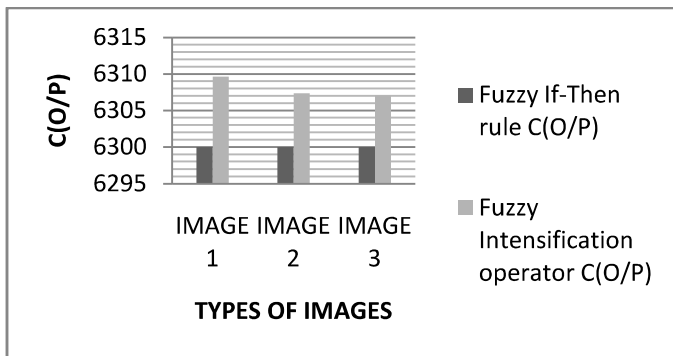 6315
6310
6305
6300
6295
C(O/P)
IMAGE IMAGE IMAGE
1 2 3
TYPES OF IMAGES
Fuzzy If-Then
rule C(O/P)
Fuzzy
Intensification
operator C(O/P)